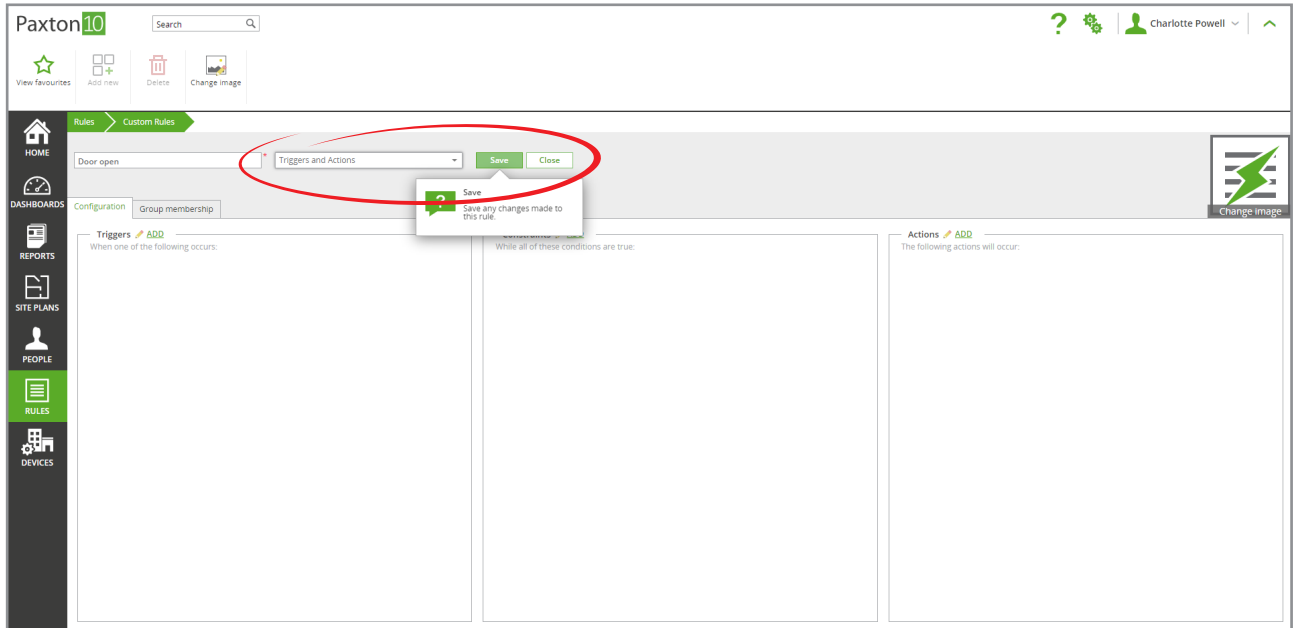 Paxton10
Search
Charlotte Powell
View favourites
Add new
Delete
Change image
Rules
Custom Rules
HOME
Door open
*
Triggers and Actions
Save
Close
Save
Save any changes made to
this rule.
Change image
DASHBOARDS
Configuration
Group membership
Triggers ADD
When one of the following occurs:
While all of these conditions are true:
Actions ADD
The following actions will occur:
REPORTS
SITE PLANS
PEOPLE
RULES
DEVICES